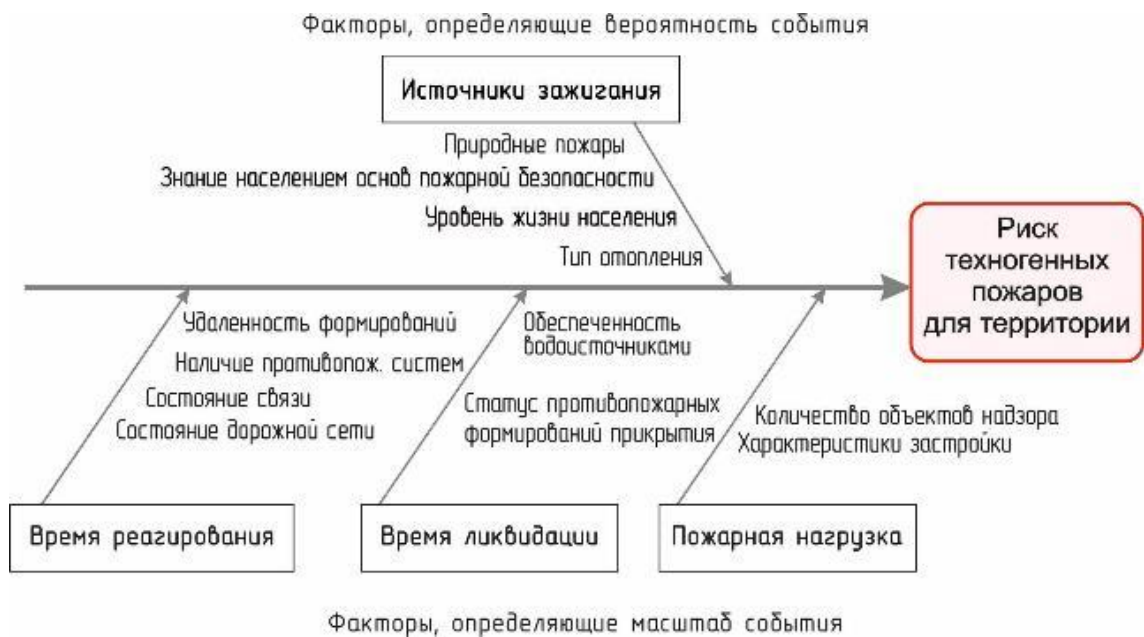 Факторы, определяющие вероятность события
Источники зажигания
Природные пожары
Знание населением основ пожарной безопасности
Уровень жизни населения
Тип отопления
Риск
техногенных
пожаров
для территории
Удаленность формирований
Наличие противопож. систем
Состояние связи
Состояние дорожной сети
Обеспеченность
водоисточниками
Статус противопожарных
формирований прикрытия
Количество объектов надзора
Характеристики застройки
Время реагирования
Время ликвидации
Пожарная нагрузка
Факторы, определяющие масштаб события